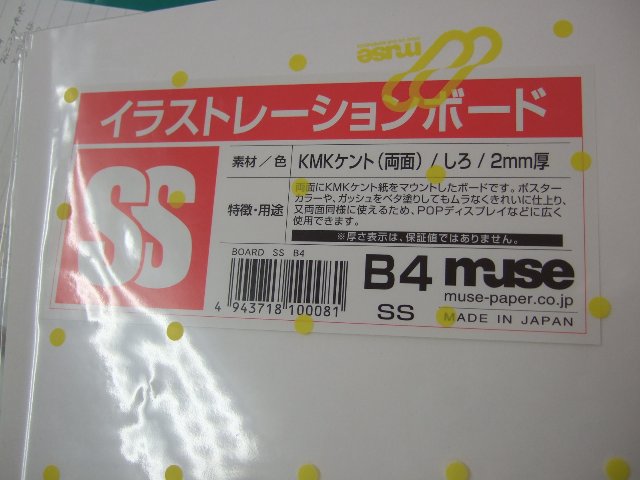 muse
イラストレーションボード
SS
素材／色 KMKケント(両面)/しろ/2mm厚
特徴・用途
両面にKMKケント紙をマウントしたボードです。ポスター
カラーや、ガッシュをベタ塗りしてもムラなくきれいに仕上り、
又両面同様に使えるため、POPディスプレイなどに広く
使用できます。
※厚さ表示は、保証値ではありません。
BOARD SS B4
4 943718 100081
B4 muse
muse-paper.co.jp
SS MADE IN JAPAN